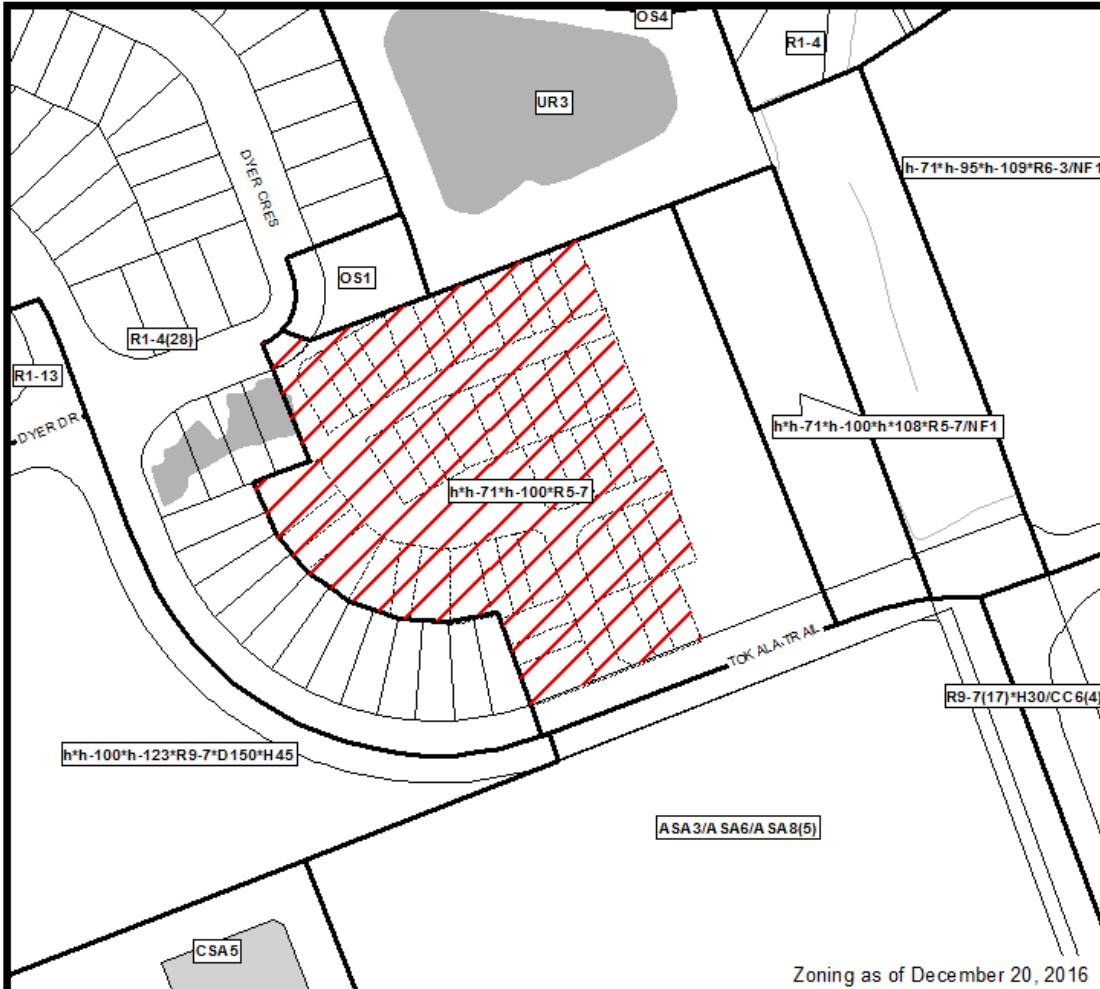 OS4
R1-4
UR3
DYER CRES
h-71*h-95*h-109*R6-3/NF1
OS1
R1-4(28)
R1-13
DYER DR
h*h-71*h-100*h*108*R5-7/NF1
h*h-71*h-100*R5-7
TOKALA TRAIL
R9-7(17)*H30/CC6(4)
h*h-100*h-123*R9-7*D150*H45
ASA3/ASA6/ASA8(5)
CSA5
Zoning as of December 20, 2016